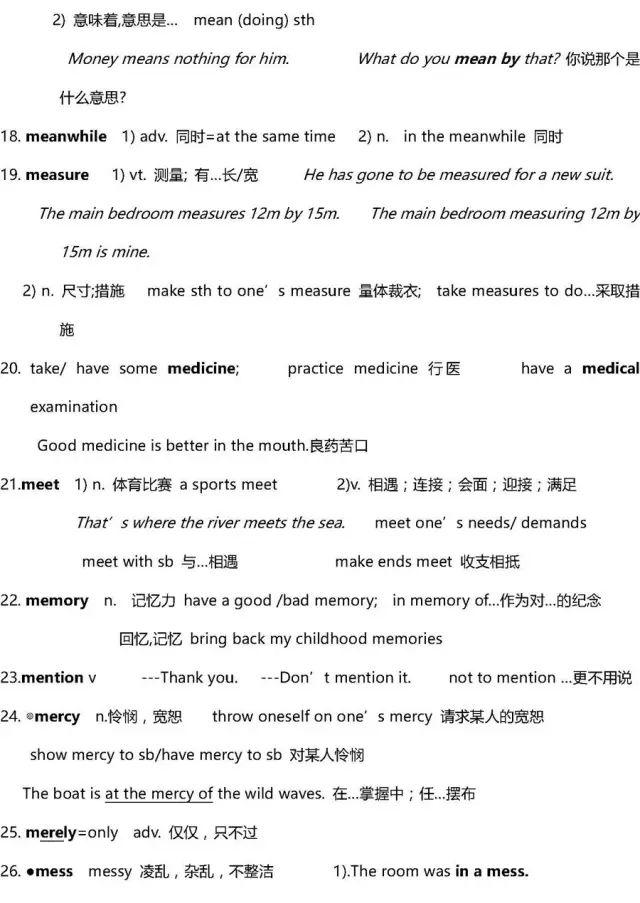 2) 意味着,意思是... mean (doing) sth
Money means nothing for him. What do you mean by that? 你说那个是
什么意思?
18. meanwhile 1) adv. 同时=at the same time 2) n. in the meanwhile 同时
19. measure 1) vt. 测量; 有...长/宽 He has gone to be measured for a new suit.
The main bedroom measures 12m by 15m. The main bedroom measuring 12m by
15m is mine.
2) n. 尺寸;措施 make sth to one's measure 量体裁衣; take measures to do...采取措
施
20. take/ have some medicine; practice medicine 行医 have a medical
examination
Good medicine is better in the mouth.良药苦口
21.meet 1) n. 体育比赛 a sports meet 2)v. 相遇；连接；会面；迎接；满足
That's where the river meets the sea. meet one's needs/ demands
meet with sb 与...相遇 make ends meet 收支相抵
22. memory n. 记忆力 have a good /bad memory; in memory of...作为对...的纪念
回忆,记忆 bring back my childhood memories
23.mention v ---Thank you. ---Don't mention it. not to mention ...更不用说
24. ⊙mercy n.怜悯，宽恕 throw oneself on one's mercy 请求某人的宽恕
show mercy to sb/have mercy to sb 对某人怜悯
The boat is at the mercy of the wild waves. 在...掌握中；任...摆布
25. merely=only adv. 仅仅，只不过
26. ●mess messy 凌乱，杂乱，不整洁 1).The room was in a mess.